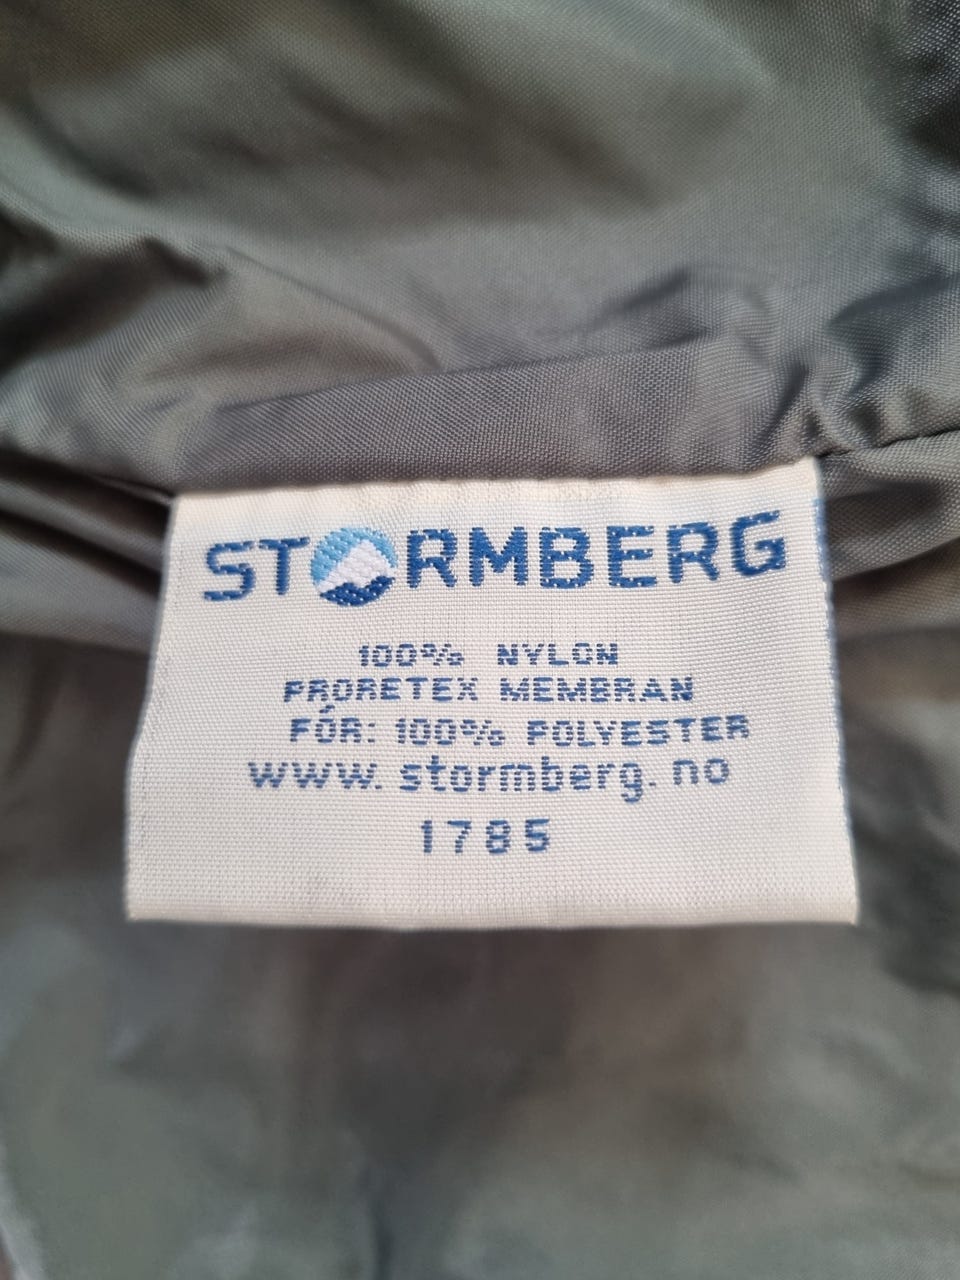 STORMBERG
100% NYLON
PRORETEX MEMBRAN
FÓR: 100% POLYESTER
www.stormberg.no
1785